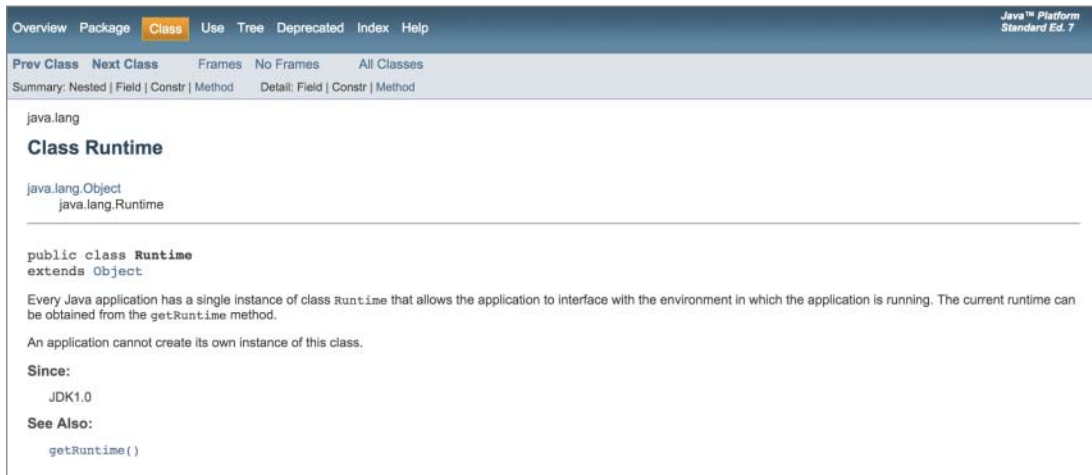 Overview Package Class Use Tree Deprecated Index Help
Java™ Platform
Standard Ed. 7
Prev Class Next Class Frames No Frames All Classes
Summary: Nested | Field | Constr | Method Detail: Field | Constr | Method
java.lang
Class Runtime
java.lang.Object
java.lang.Runtime
public class Runtime
extends Object
Every Java application has a single instance of class Runtime that allows the application to interface with the environment in which the application is running. The current runtime can
be obtained from the getRuntime method.
An application cannot create its own instance of this class.
Since:
JDK1.0
See Also:
getRuntime()